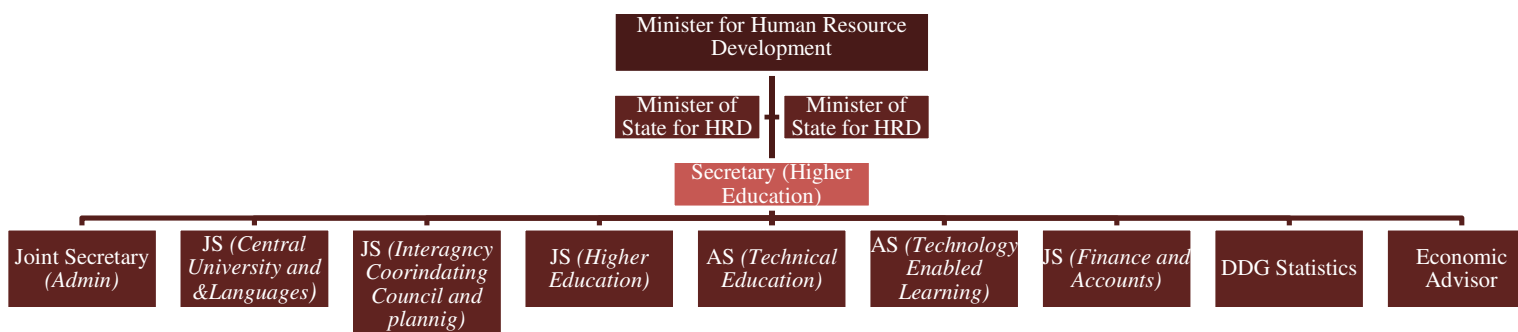 Minister for Human Resource
Development
Minister of
State for HRD
Minister of
State for HRD
Secretary (Higher
Education)
Joint Secretary
(Admin)
JS (Central
University and
&Languages)
JS (Interagncy
Coorindating
Council and
plannig)
JS (Higher
Education)
AS (Technical
Education)
AS (Technology
Enabled
Learning)
JS (Finance and
Accounts)
DDG Statistics
Economic
Advisor